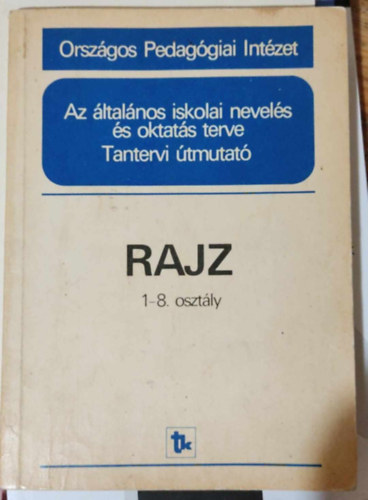 Országos Pedagógiai Intézet
Az általános iskolai nevelés
és oktatás terve
Tantervi útmutató
RAJZ
1-8. osztály
tk